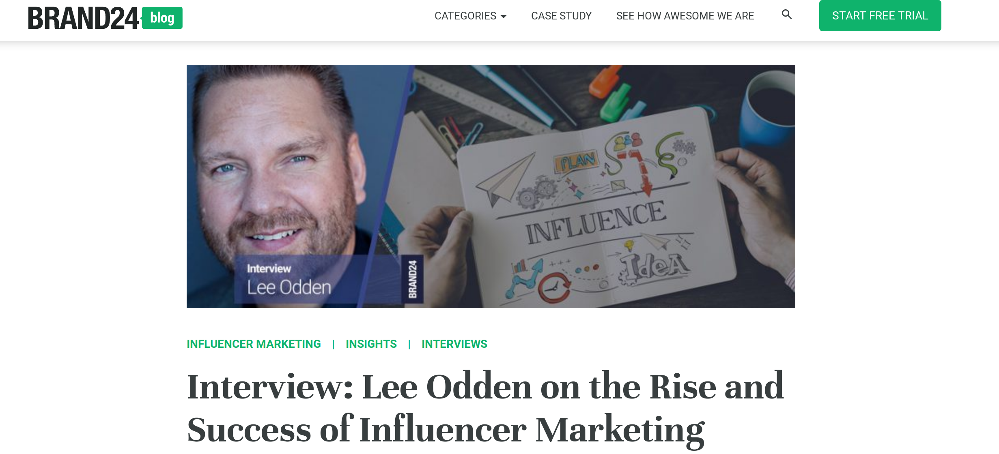 BRAND24 blog
CATEGORIES CASE STUDY SEE HOW AWESOME WE ARE START FREE TRIAL
PLAN
INFLUENCE
IdeA
Interview
Lee Odden
BRAND24
INFLUENCER MARKETING | INSIGHTS | INTERVIEWS
Interview: Lee Odden on the Rise and
Success of Influencer Marketing